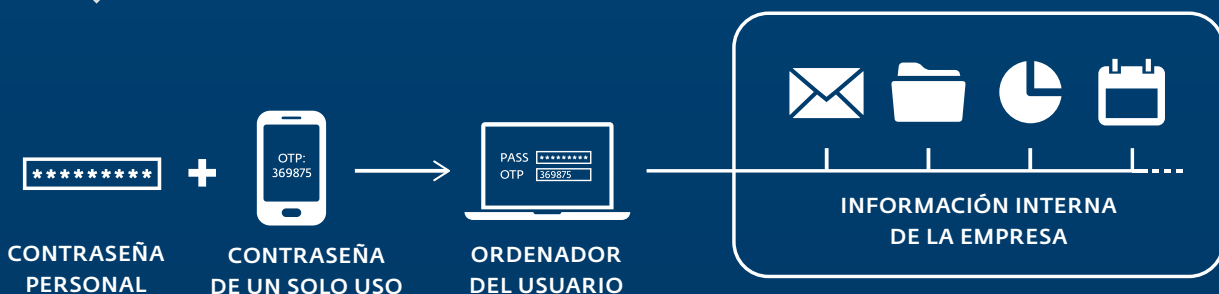 *********
OTP:
369875
PASS *********
OTP 369875
CONTRASEÑA
PERSONAL
CONTRASEÑA
DE UN SOLO USO
ORDENADOR
DEL USUARIO
INFORMACIÓN INTERNA
DE LA EMPRESA